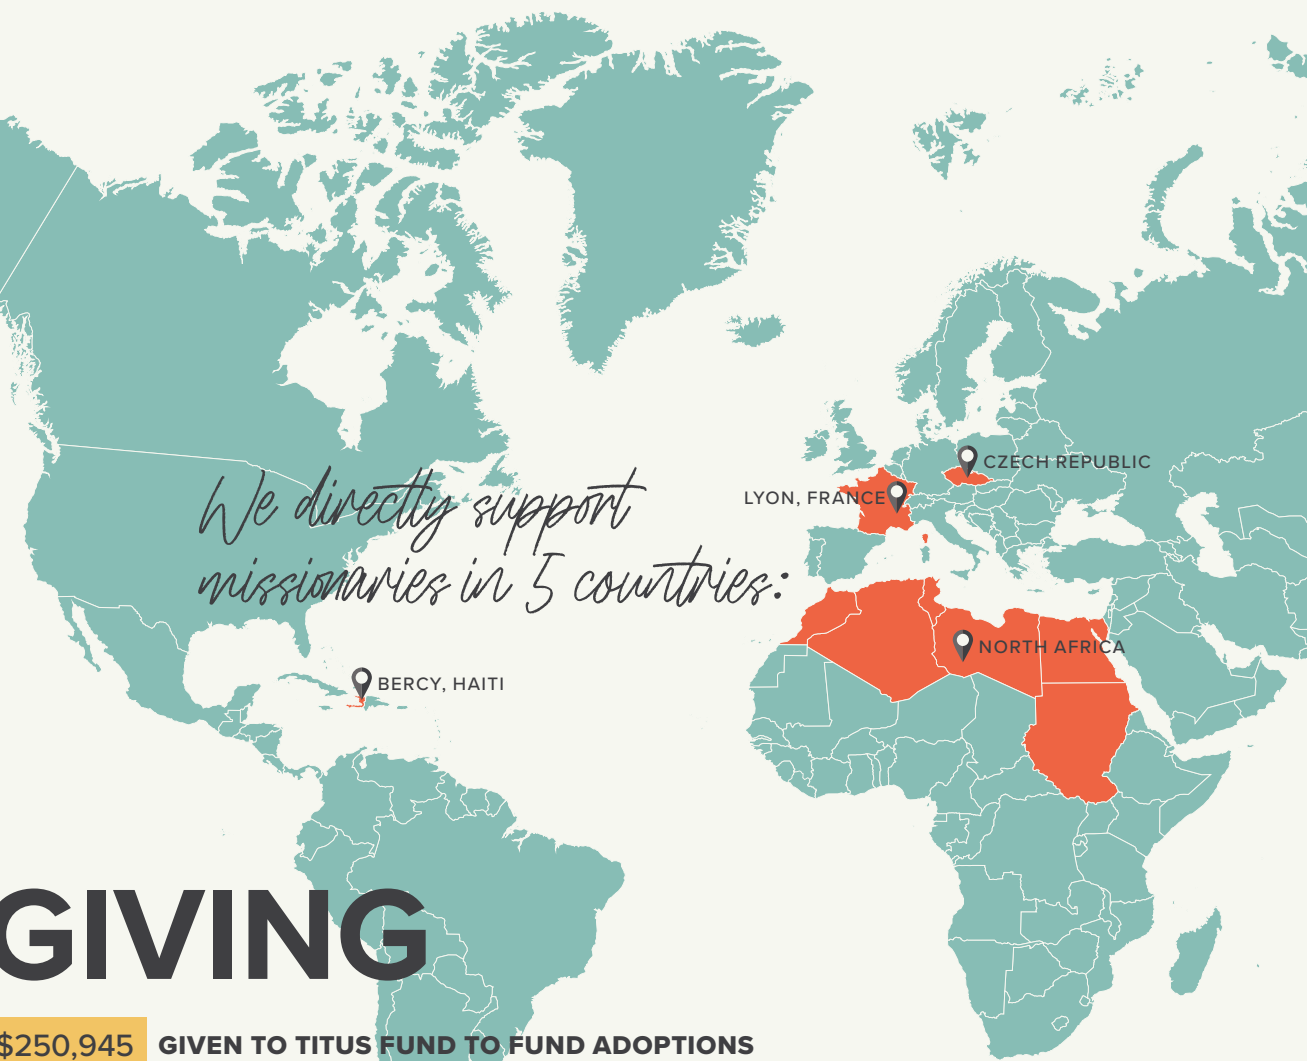 We directly support
missionaries in 5 countries:
CZECH REPUBLIC
LYON, FRANCE
NORTH AFRICA
BERCY, HAITI
GIVING
$250,945 GIVEN TO TITUS FUND TO FUND ADOPTIONS